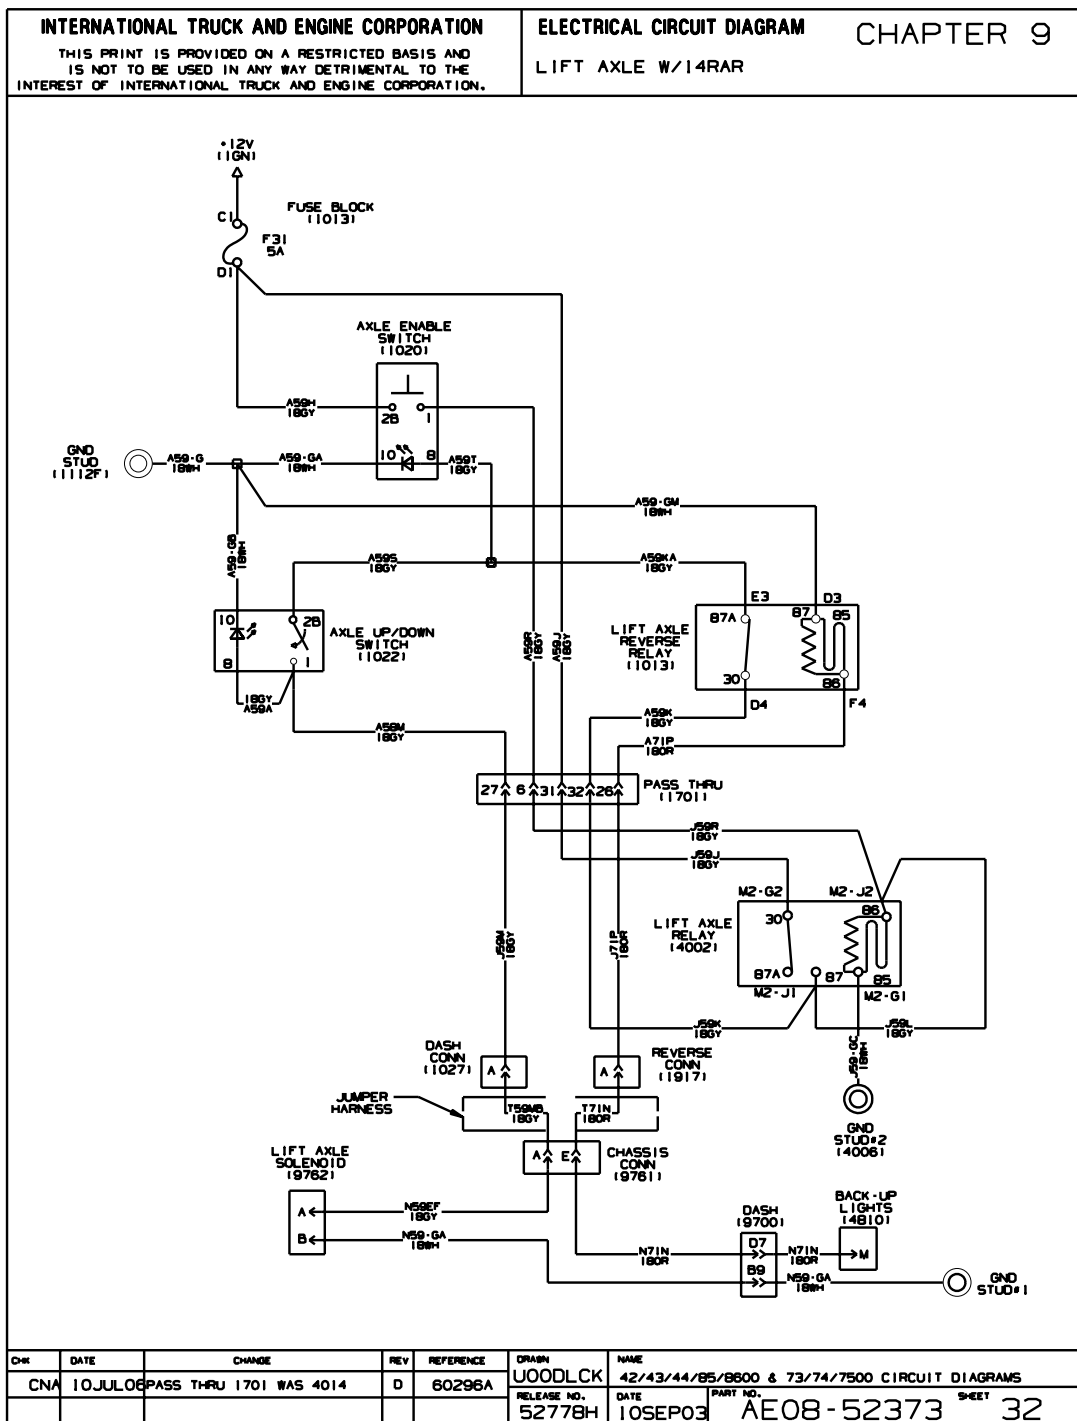 INTERNATIONAL TRUCK AND ENGINE CORPORATION
THIS PRINT IS PROVIDED ON A RESTRICTED BASIS AND
IS NOT TO BE USED IN ANY WAY DETRIMENTAL TO THE
INTEREST OF INTERNATIONAL TRUCK AND ENGINE CORPORATION.
ELECTRICAL CIRCUIT DIAGRAM
LIFT AXLE W/14RAR
CHAPTER 9
+12V
(IGN)
C1
FUSE BLOCK
(1013)
F31
5A
D1
AXLE ENABLE
SWITCH
(1020)
A59H
18GY
2B
1
GND
STUD
(1112F)
A59-G
18WH
A59-GA
18WH
10
8
A59T
18GY
A59-GM
18WH
A59-GB
18WH
A59S
18GY
A59KA
18GY
E3
D3
10
2B
8
1
AXLE UP/DOWN
SWITCH
(1022)
A59R
18GY
A59J
18GY
LIFT AXLE
REVERSE
RELAY
(1013)
87A
87
85
30
86
D4
F4
18GY
A59A
A59M
18GY
A59K
18GY
A71P
18OR
27
6
31
32
26
PASS THRU
(1701)
J59R
18GY
J59J
18GY
M2-G2
M2-J2
J59M
18GY
J71P
18OR
LIFT AXLE
RELAY
(4002)
30
86
87A
87
85
M2-J1
M2-G1
J59K
18GY
J59L
18GY
J59-GC
18WH
DASH
CONN
(1027)
A
A
REVERSE
CONN
(1917)
JUMPER
HARNESS
T59MB
18GY
T71N
18OR
GND
STUD#2
(4006)
LIFT AXLE
SOLENOID
(9762)
A
E
CHASSIS
CONN
(9761)
A
B
N59EF
18GY
N59-GA
18WH
DASH
(9700)
BACK-UP
LIGHTS
(4810)
N71N
18OR
D7
N71N
18OR
M
B9
N59-GA
18WH
GND
STUD#1
CHK
DATE
CHANGE
REV
REFERENCE
CNA
10JUL06
PASS THRU 1701 WAS 4014
D
60296A
DRAWN
UOODLCK
NAME
42/43/44/85/8600 & 73/74/7500 CIRCUIT DIAGRAMS
RELEASE NO.
52778H
DATE
10SEP03
PART NO.
AE08-52373
SHEET
32